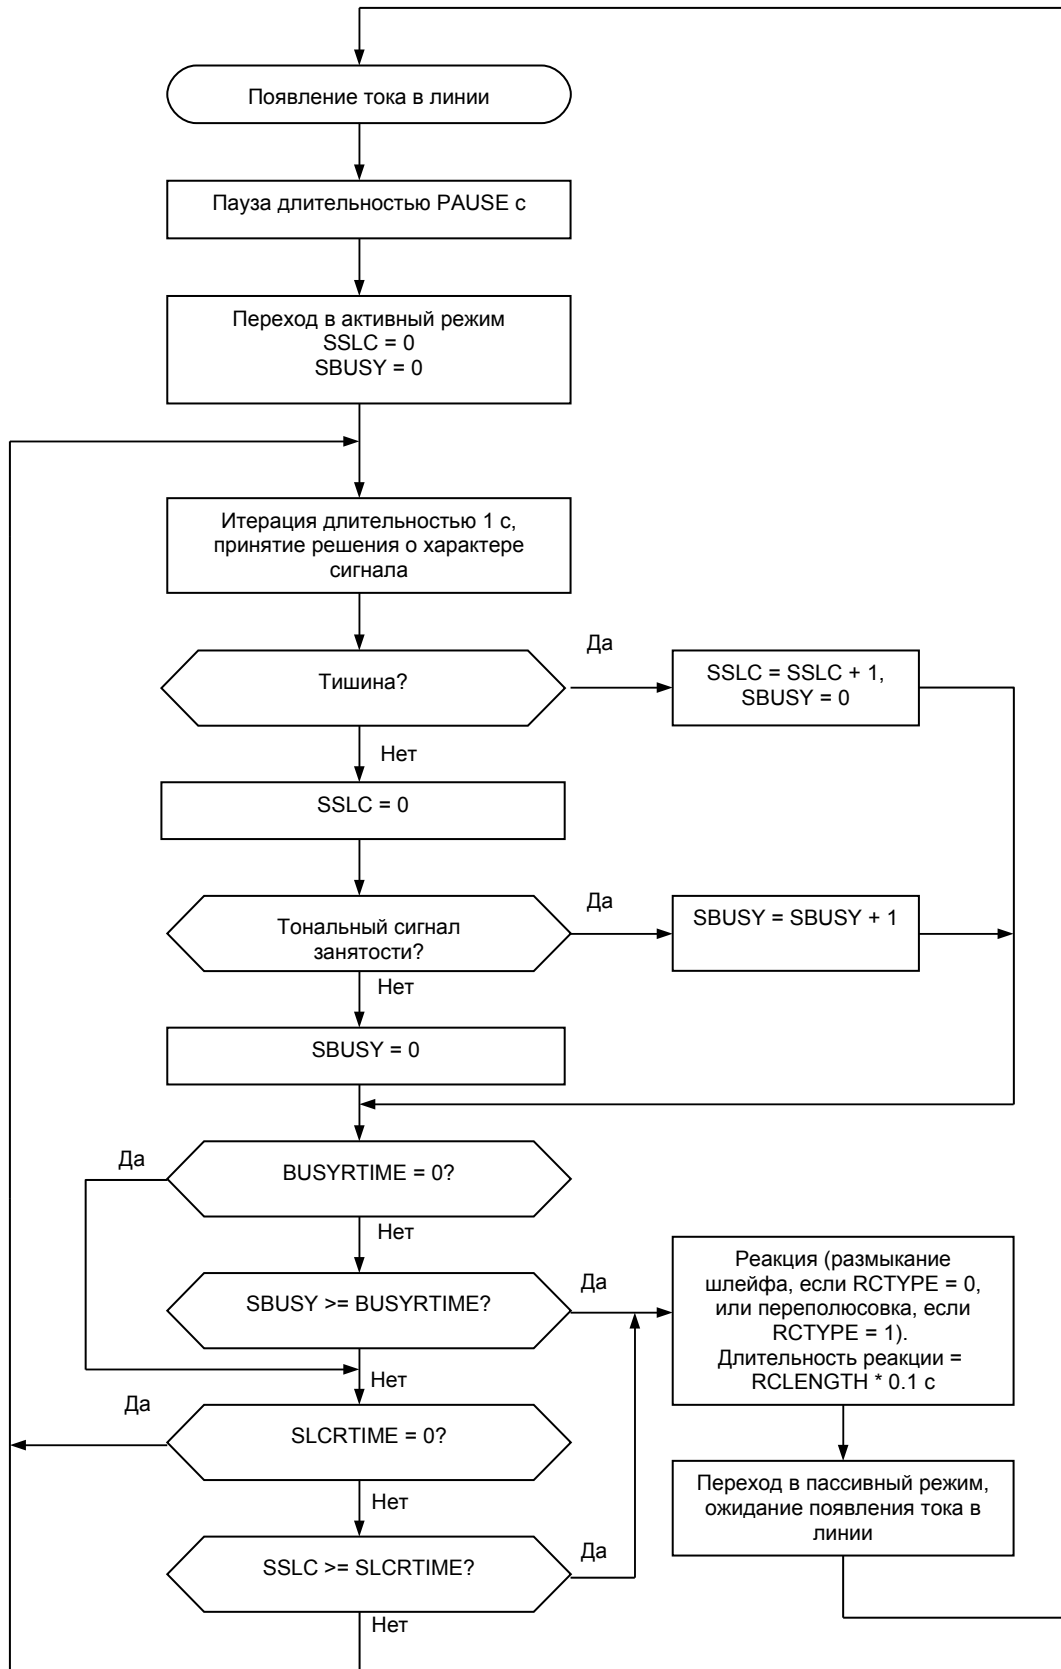 Появление тока в линии
Пауза длительностью PAUSE с
Переход в активный режим
SSLC = 0
SBUSY = 0
Итерация длительностью 1 с,
принятие решения о характере
сигнала
Тишина?
Да
SSLC = SSLC + 1,
SBUSY = 0
Нет
SSLC = 0
Тональный сигнал
занятости?
Да
SBUSY = SBUSY + 1
Нет
SBUSY = 0
BUSYRTIME = 0?
Да
Нет
SBUSY >= BUSYRTIME?
Да
Реакция (размыкание
шлейфа, если RCTYPE = 0,
или переполюсовка, если
RCTYPE = 1).
Длительность реакции =
RCLENGTH * 0.1 с
Нет
Да
SLCRTIME = 0?
Нет
Переход в пассивный режим,
ожидание появления тока в
линии
SSLC >= SLCRTIME?
Да
Нет